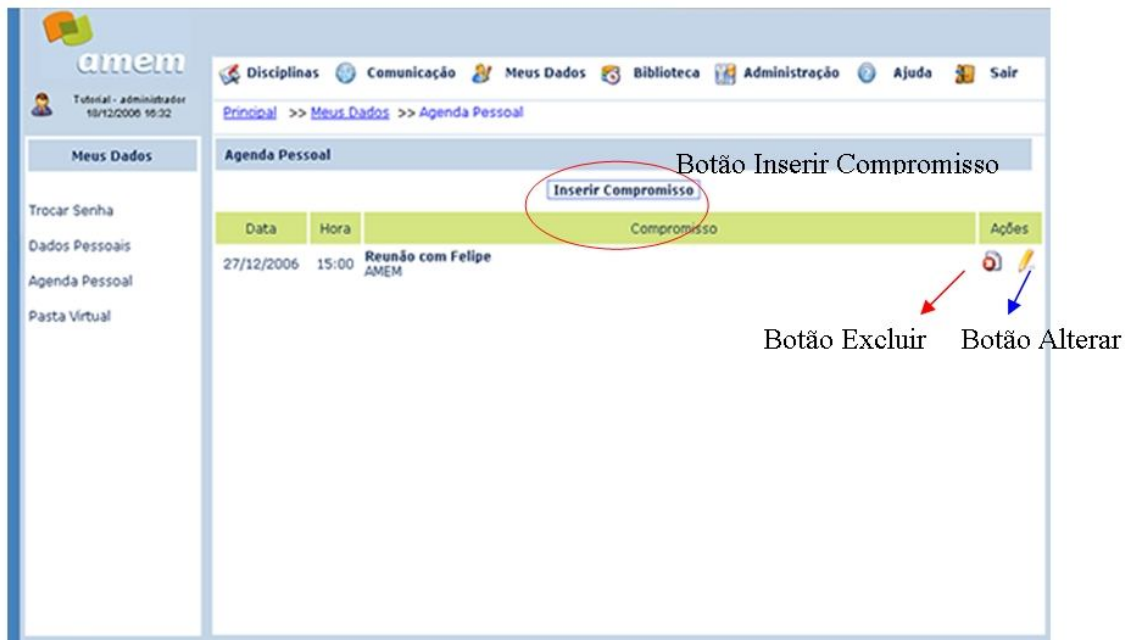 amem
Disciplinas Comunicação Meus Dados Biblioteca Administração Ajuda Sair
Tutorial - administrador
18/12/2006 16:32
Principal >> Meus Dados >> Agenda Pessoal
Meus Dados
Agenda Pessoal
Botão Inserir Compromisso
Inserir Compromisso
Trocar Senha
Dados Pessoais
Agenda Pessoal
Pasta Virtual
Data Hora Compromisso Ações
27/12/2006 15:00 Reunão com Felipe
AMEM
Botão Excluir Botão Alterar